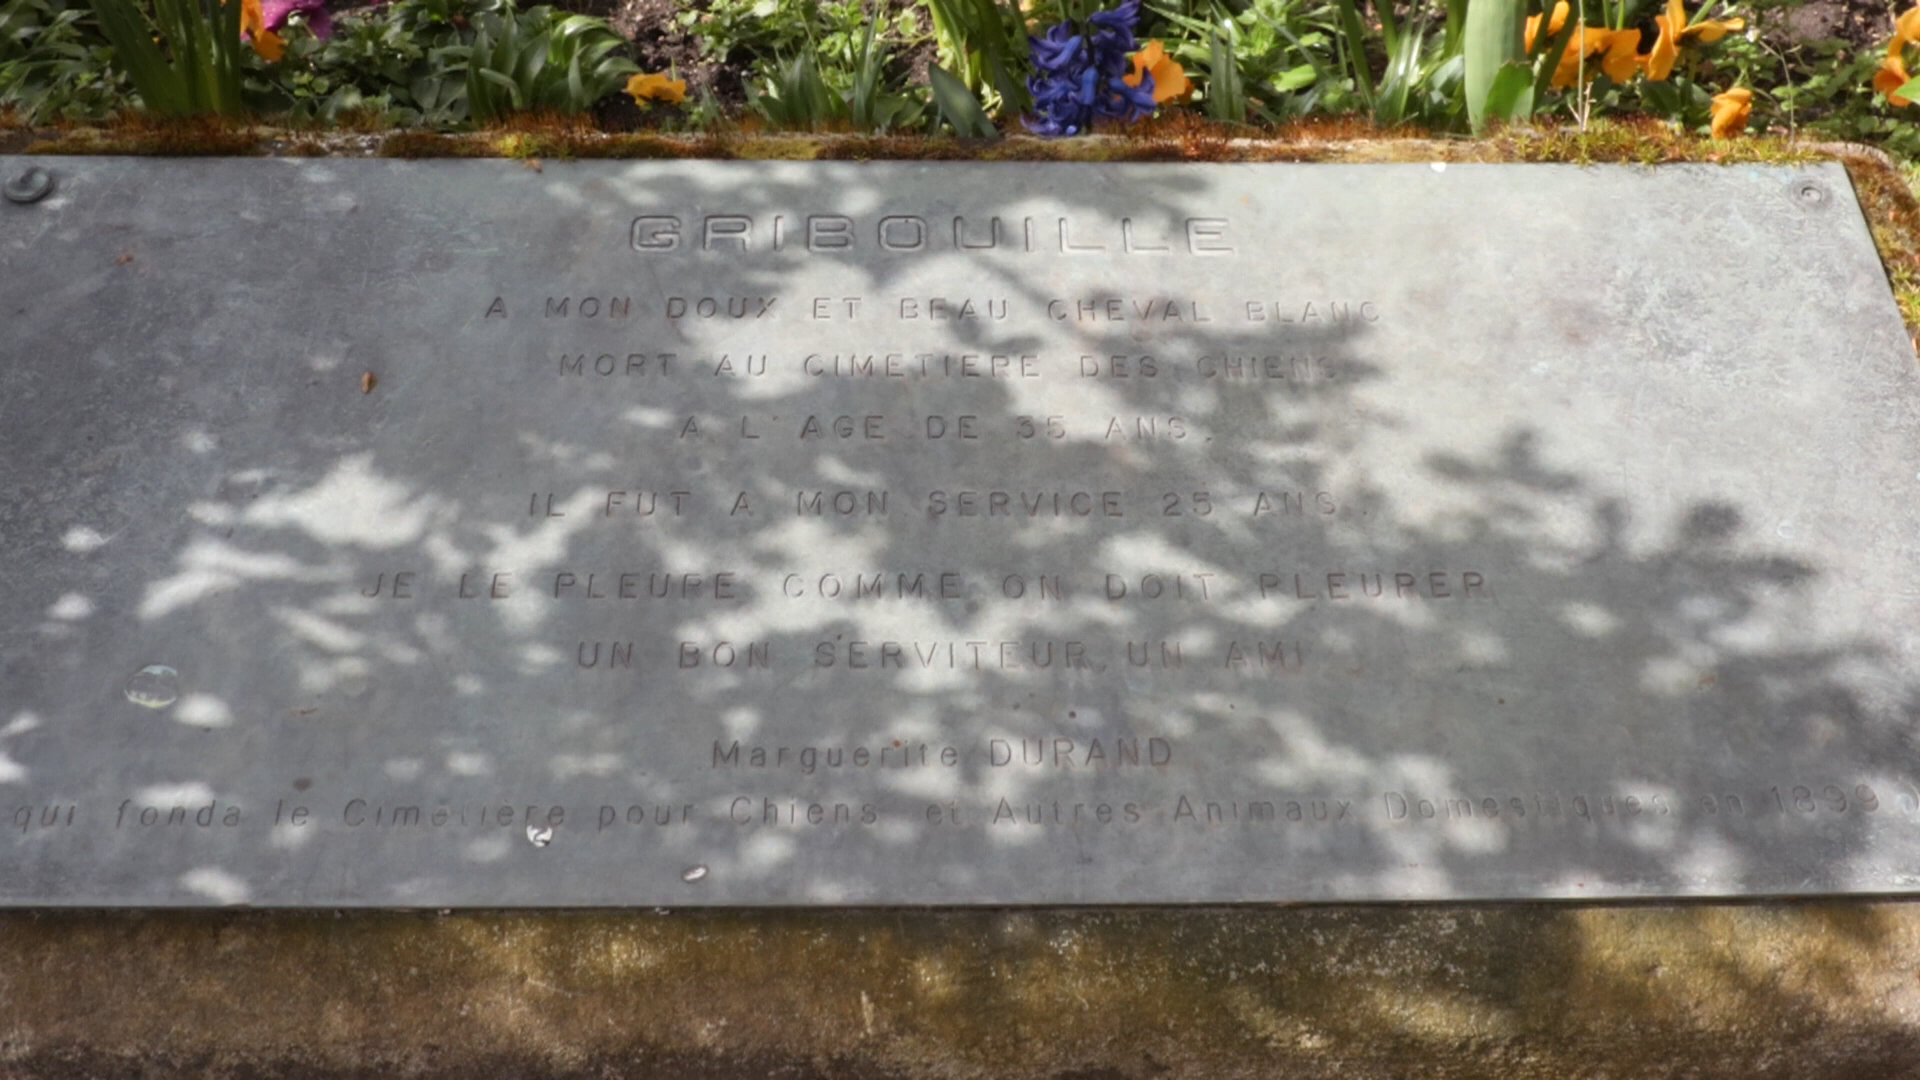 GRIBOUILLE
A MON DOUX ET BEAU CHEVAL BLANC
MORT AU CIMETIERE DES CHIENS
A L'AGE DE 35 ANS.
IL FUT A MON SERVICE 25 ANS.
JE LE PLEURE COMME ON DOIT PLEURER
UN BON SERVITEUR, UN AMI
Marguerite DURAND
qui fonda le Cimetière pour Chiens et Autres Animaux Domestiques en 1899